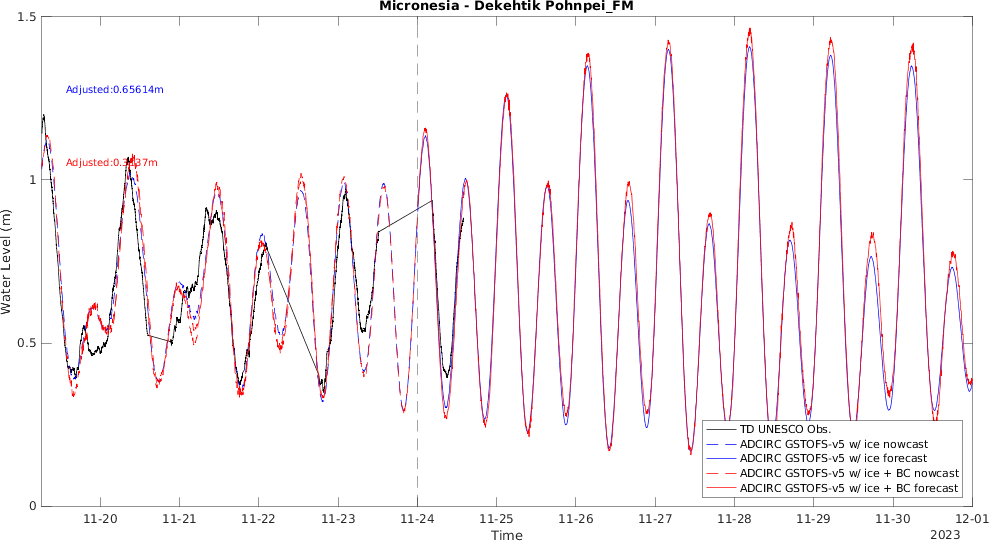 Micronesia - Dekehtik Pohnpei_FM
Water Level (m)
1.5
1
0.5
0
Adjusted:0.65614m
11-20 11-21 11-22 11-23 11-24 11-25 11-26 11-27 11-28 11-29 11-30 12-01
Time
2023
TD UNESCO Obs.
ADCIRC GSTOFS-v5 w/ ice nowcast
ADCIRC GSTOFS-v5 w/ ice forecast
ADCIRC GSTOFS-v5 w/ ice + BC nowcast
ADCIRC GSTOFS-v5 w/ ice + BC forecast